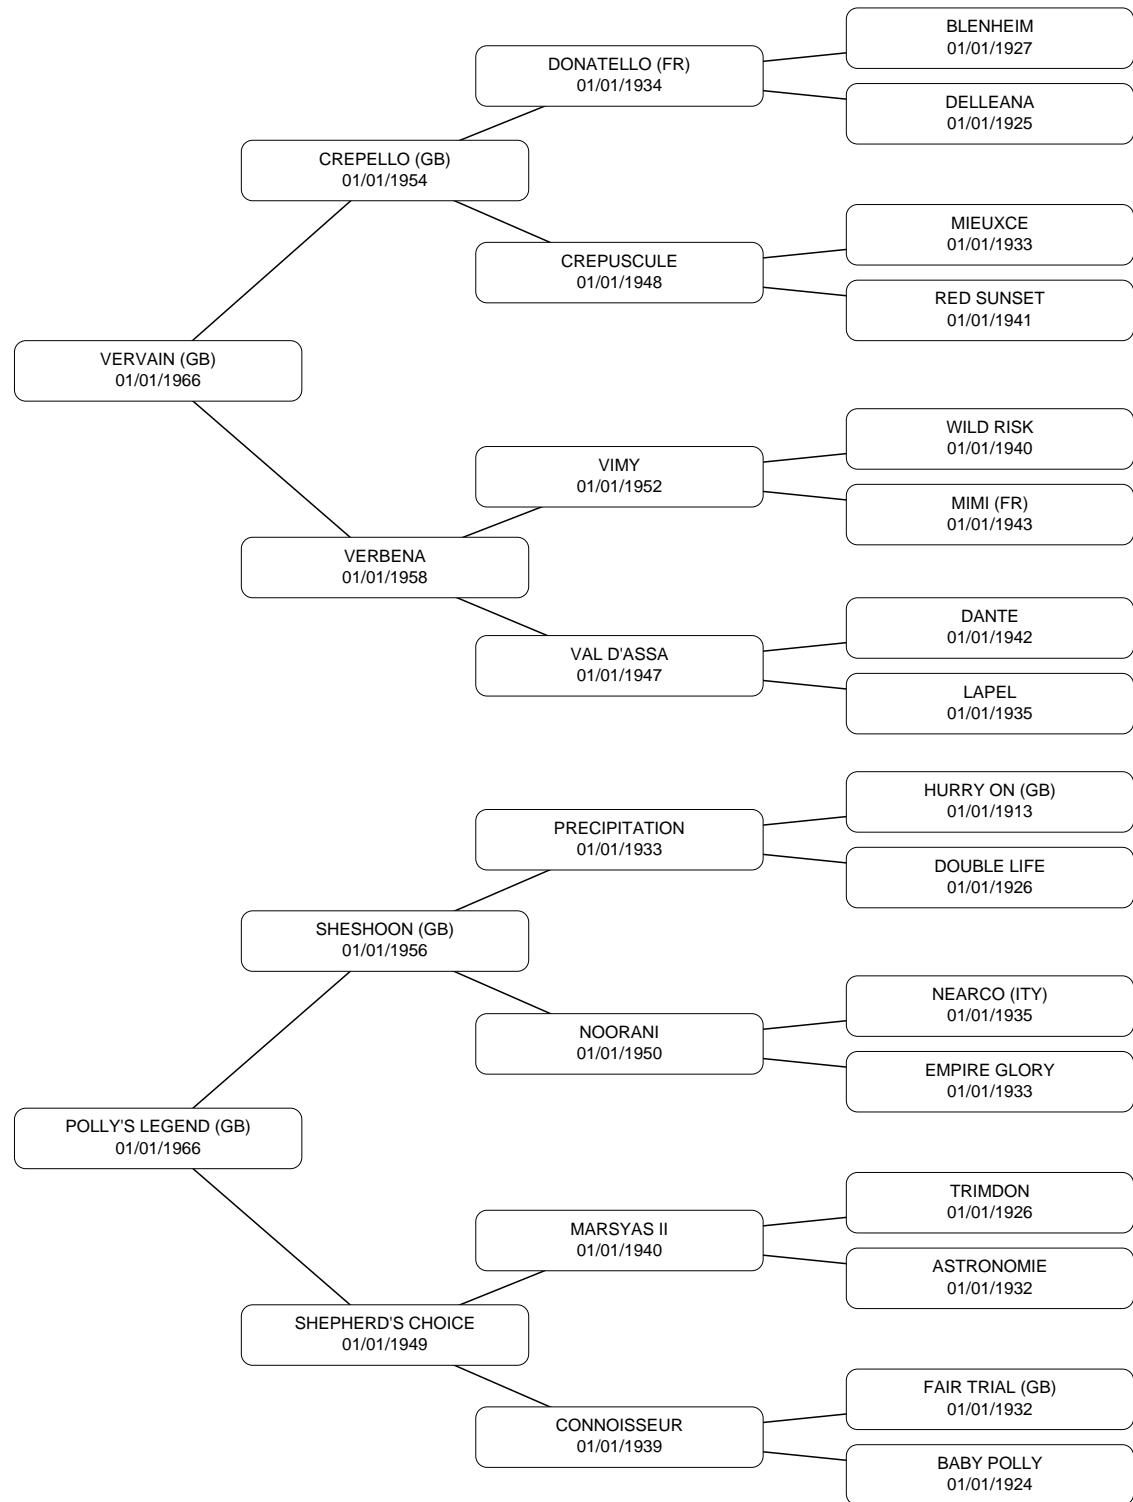 BLENHEIM
01/01/1927
DONATELLO (FR)
01/01/1934
DELLEANA
01/01/1925
CREPELLO (GB)
01/01/1954
MIEUXCE
01/01/1933
CREPUSCULE
01/01/1948
RED SUNSET
01/01/1941
VERVAIN (GB)
01/01/1966
WILD RISK
01/01/1940
VIMY
01/01/1952
MIMI (FR)
01/01/1943
VERBENA
01/01/1958
DANTE
01/01/1942
VAL D'ASSA
01/01/1947
LAPEL
01/01/1935
HURRY ON (GB)
01/01/1913
PRECIPITATION
01/01/1933
DOUBLE LIFE
01/01/1926
SHESHOON (GB)
01/01/1956
NEARCO (ITY)
01/01/1935
NOORANI
01/01/1950
EMPIRE GLORY
01/01/1933
POLLY'S LEGEND (GB)
01/01/1966
TRIMDON
01/01/1926
MARSYAS II
01/01/1940
ASTRONOMIE
01/01/1932
SHEPHERD'S CHOICE
01/01/1949
FAIR TRIAL (GB)
01/01/1932
CONNOISSEUR
01/01/1939
BABY POLLY
01/01/1924